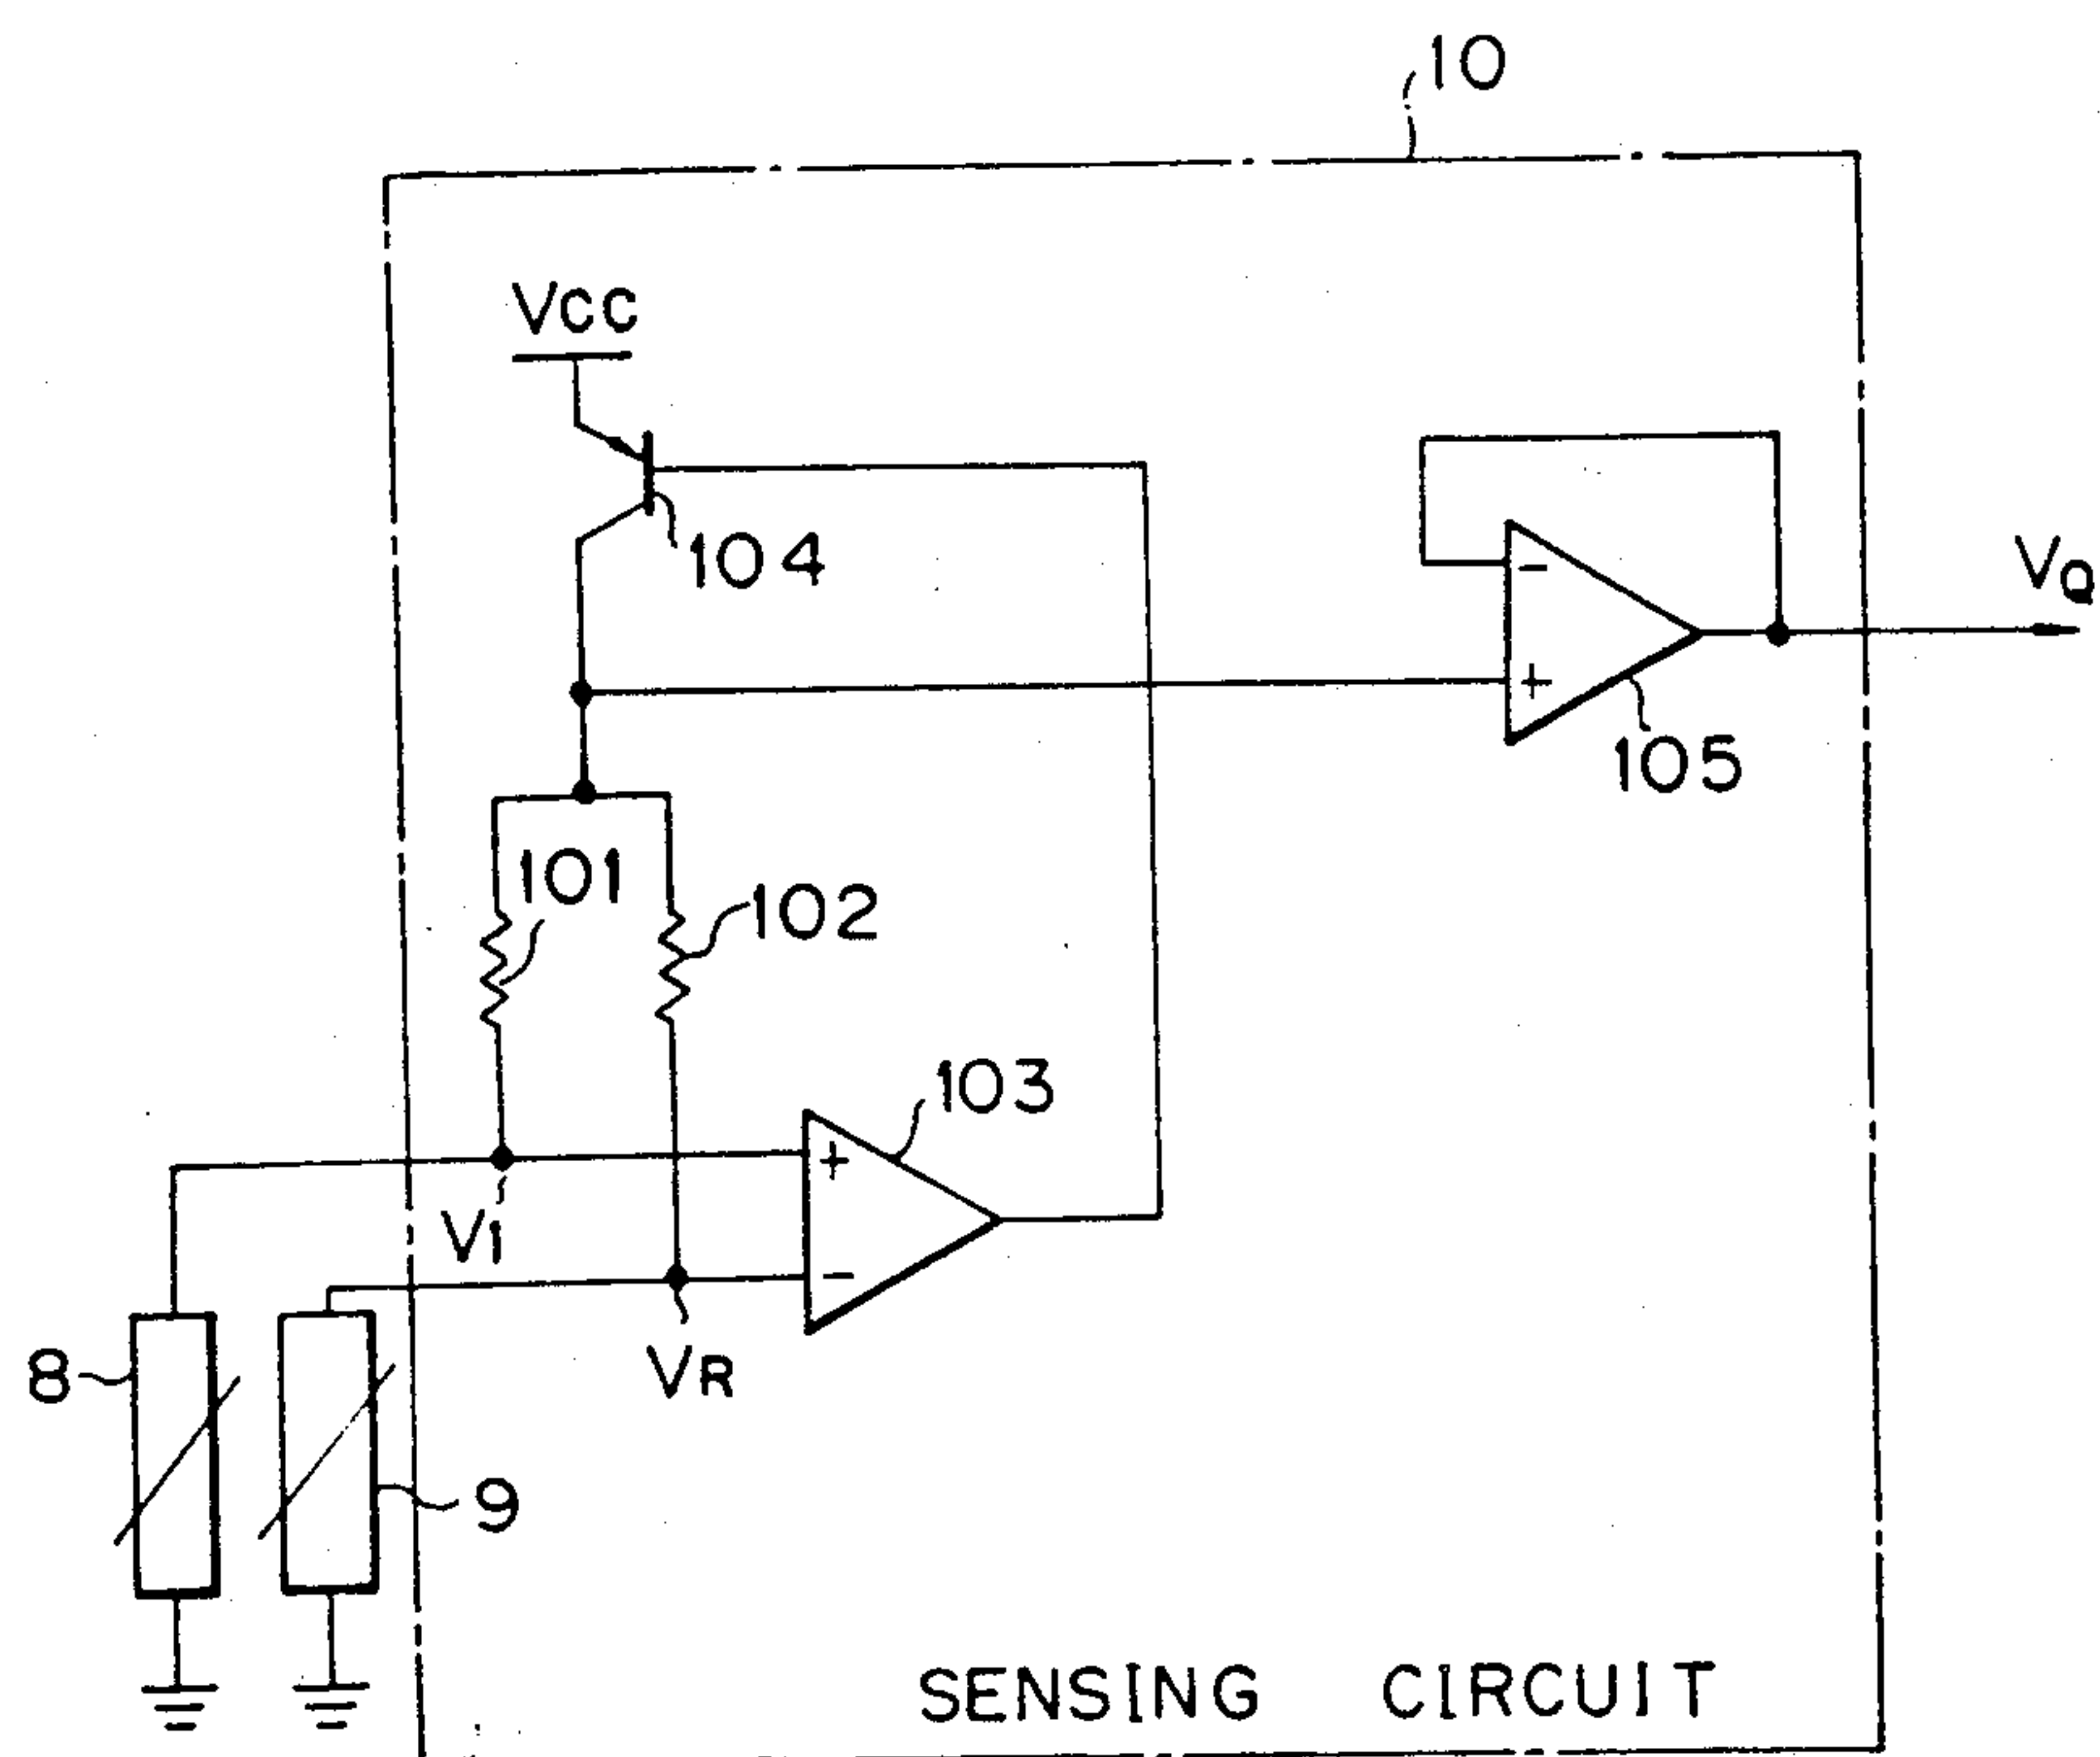 10
VCC
104
VQ
105
101
102
103
V1
VR
8
9
-
+
+
-
SENSING CIRCUIT